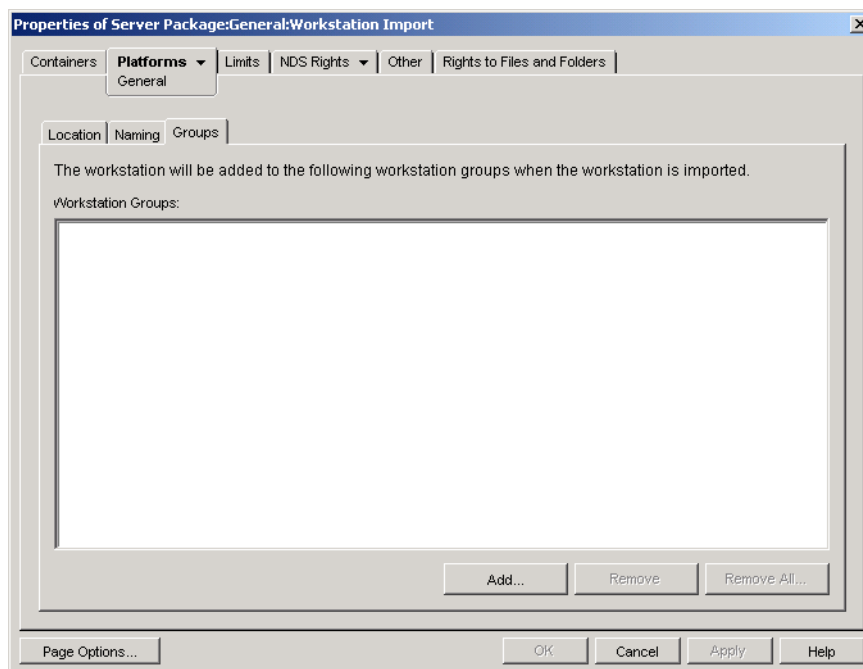 Properties of Server Package:General:Workstation Import
Containers Platforms Limits NDS Rights Other Rights to Files and Folders
General
Location Naming Groups
The workstation will be added to the following workstation groups when the workstation is imported.
Workstation Groups:
Add... Remove Remove All...
Page Options... OK Cancel Apply Help